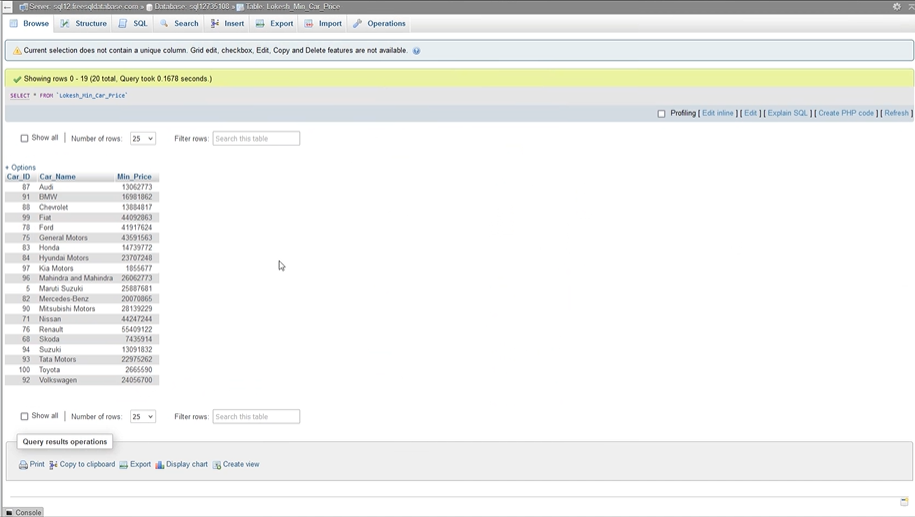 Server: sql12.freesqldatabase.com » Database: sql12735108 » Table: Lokesh_Min_Car_Price
Browse Structure SQL Search Insert Export Import Operations
Current selection does not contain a unique column. Grid edit, checkbox, Edit, Copy and Delete features are not available.
Showing rows 0 - 19 (20 total, Query took 0.1678 seconds.)
SELECT * FROM `Lokesh_Min_Car_Price`
Profiling [ Edit inline ] [ Edit ] [ Explain SQL ] [ Create PHP code ] [ Refresh ]
Show all | Number of rows: 25 Filter rows: Search this table
+ Options
Car_ID Car_Name Min_Price
87 Audi 13062773
91 BMW 16981862
88 Chevrolet 13884817
99 Fiat 44092863
78 Ford 41917624
75 General Motors 43591563
83 Honda 14739772
84 Hyundai Motors 23707248
97 Kia Motors 1855677
96 Mahindra and Mahindra 26062773
5 Maruti Suzuki 25887681
82 Mercedes-Benz 20070865
90 Mitsubishi Motors 28139229
71 Nissan 44247244
76 Renault 55409122
68 Skoda 7435914
94 Suzuki 13091832
93 Tata Motors 22975262
100 Toyota 2665590
92 Volkswagen 24056700
Show all | Number of rows: 25 Filter rows: Search this table
Query results operations
Print Copy to clipboard Export Display chart Create view
Console